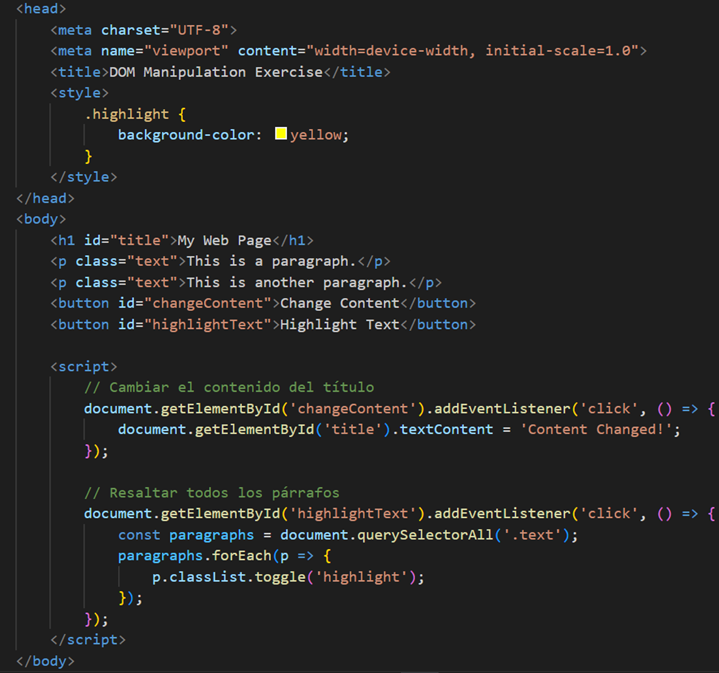 <head>
    <meta charset="UTF-8">
    <meta name="viewport" content="width=device-width, initial-scale=1.0">
    <title>DOM Manipulation Exercise</title>
    <style>
        .highlight {
            background-color: yellow;
        }
    </style>
</head>
<body>
    <h1 id="title">My Web Page</h1>
    <p class="text">This is a paragraph.</p>
    <p class="text">This is another paragraph.</p>
    <button id="changeContent">Change Content</button>
    <button id="highlightText">Highlight Text</button>

    <script>
        // Cambiar el contenido del título
        document.getElementById('changeContent').addEventListener('click', () => {
            document.getElementById('title').textContent = 'Content Changed!';
        });

        // Resaltar todos los párrafos
        document.getElementById('highlightText').addEventListener('click', () => {
            const paragraphs = document.querySelectorAll('.text');
            paragraphs.forEach(p => {
                p.classList.toggle('highlight');
            });
        });
    </script>
</body>